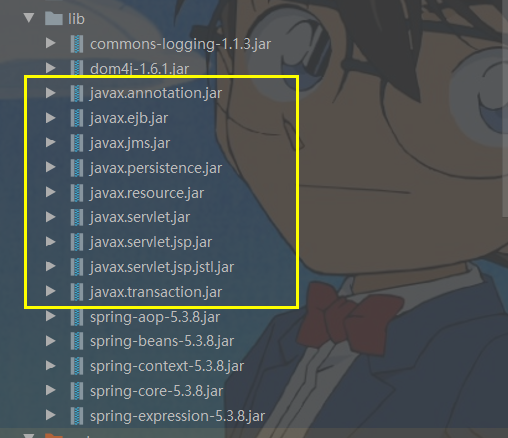 lib
commons-logging-1.1.3.jar
dom4j-1.6.1.jar
javax.annotation.jar
javax.ejb.jar
javax.jms.jar
javax.persistence.jar
javax.resource.jar
javax.servlet.jar
javax.servlet.jsp.jar
javax.servlet.jsp.jstl.jar
javax.transaction.jar
spring-aop-5.3.8.jar
spring-beans-5.3.8.jar
spring-context-5.3.8.jar
spring-core-5.3.8.jar
spring-expression-5.3.8.jar